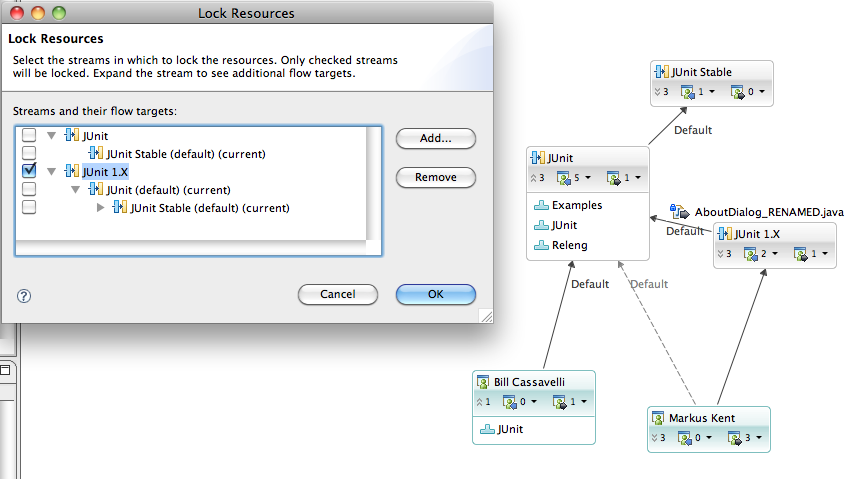 Lock Resources
Lock Resources
Select the streams in which to lock the resources. Only checked streams
will be locked. Expand the stream to see additional flow targets.
Streams and their flow targets:
JUnit
JUnit Stable (default) (current)
JUnit 1.X
JUnit (default) (current)
JUnit Stable (default) (current)
Add...
Remove
?
Cancel
OK
JUnit Stable
3 1 0
Default
JUnit
3 5 1
Examples
JUnit
Releng
AboutDialog_RENAMED.java
Default
JUnit 1.X
3 2 1
Default
Default
Bill Cassavelli
1 0 1
JUnit
Markus Kent
3 0 3